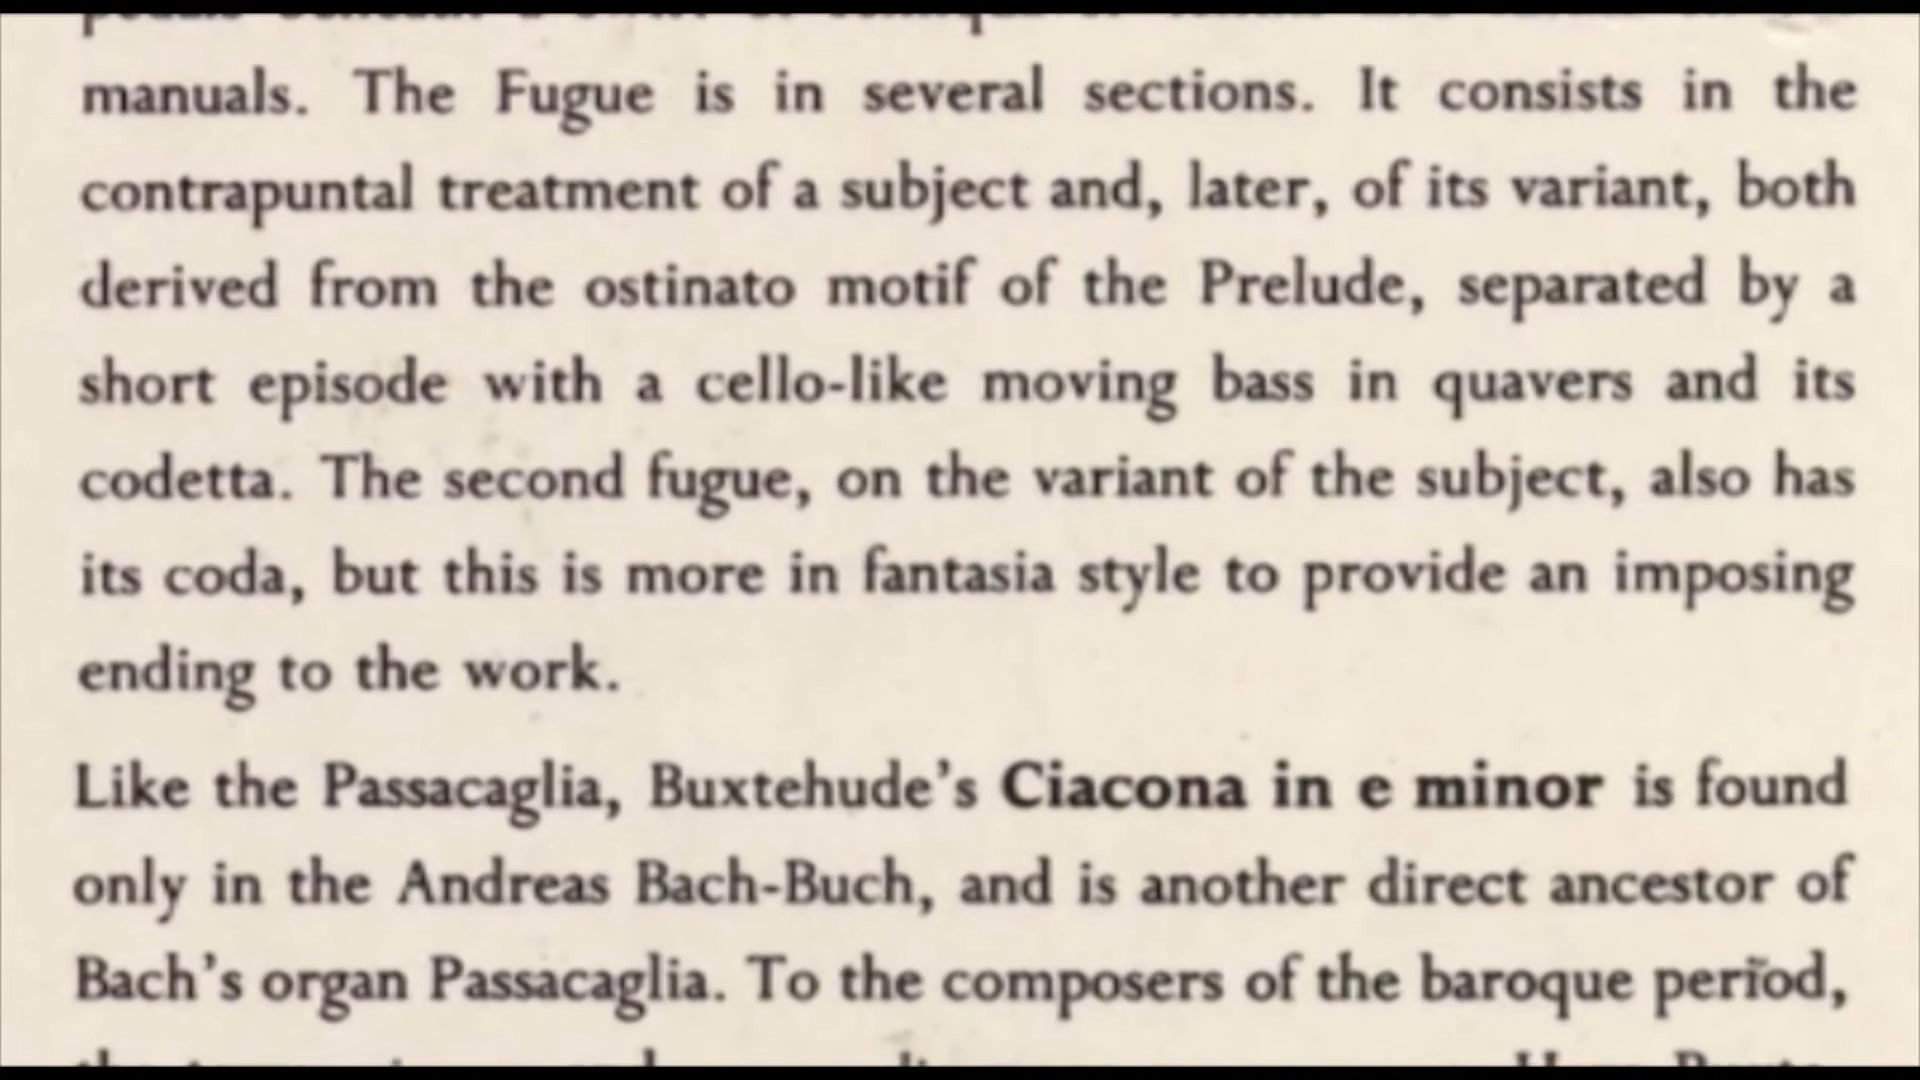 manuals. The Fugue is in several sections. It consists in the
contrapuntal treatment of a subject and, later, of its variant, both
derived from the ostinato motif of the Prelude, separated by a
short episode with a cello-like moving bass in quavers and its
codetta. The second fugue, on the variant of the subject, also has
its coda, but this is more in fantasia style to provide an imposing
ending to the work.
Like the Passacaglia, Buxtehude's Ciacona in e minor is found
only in the Andreas Bach-Buch, and is another direct ancestor of
Bach's organ Passacaglia. To the composers of the baroque period,